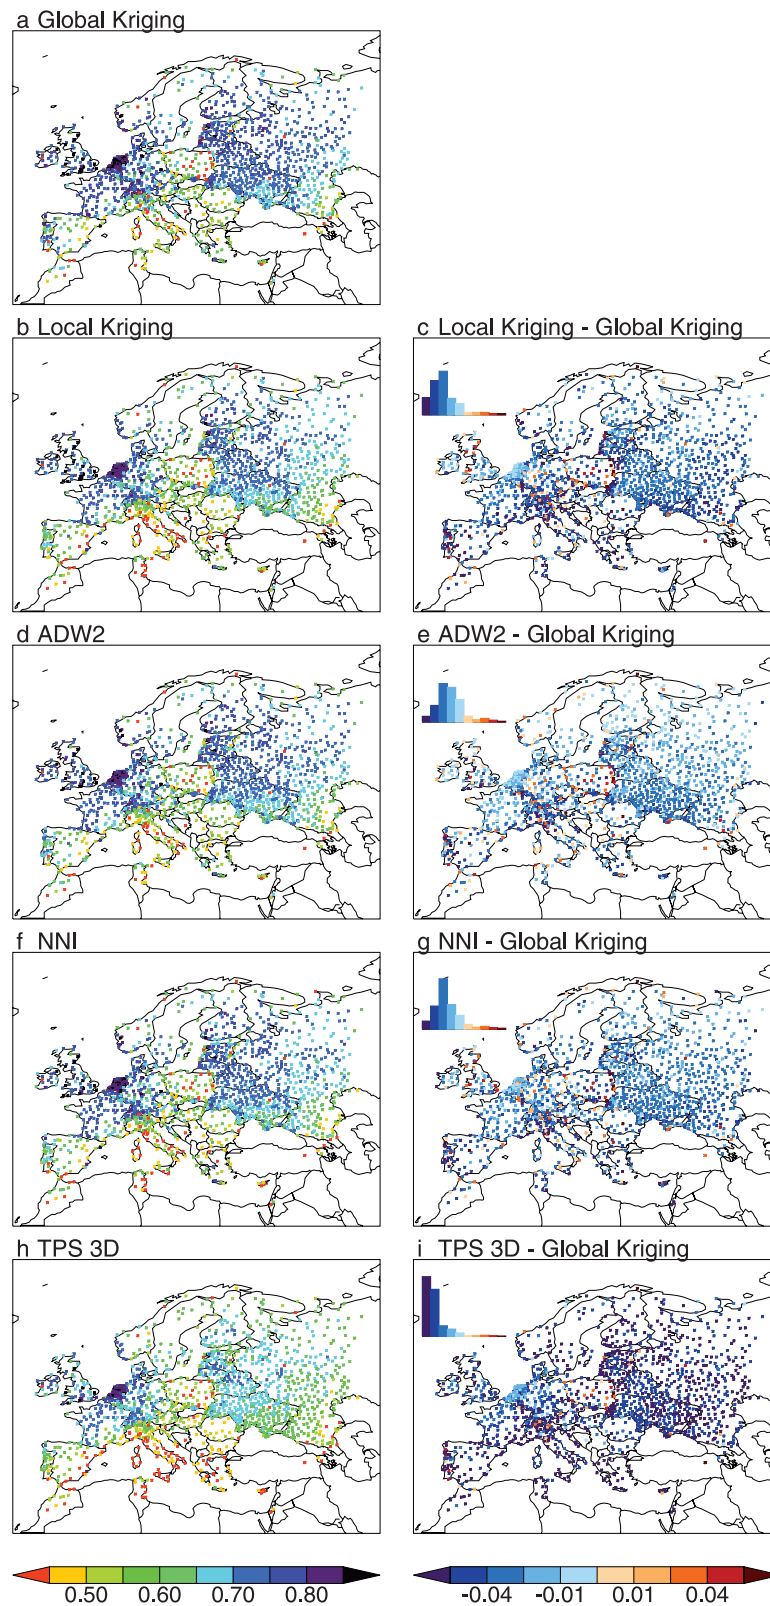 a Global Kriging
b Local Kriging
c Local Kriging - Global Kriging
d ADW2
e ADW2 - Global Kriging
f NNI
g NNI - Global Kriging
h TPS 3D
i TPS 3D - Global Kriging
0.50 0.60 0.70 0.80
-0.04 -0.01 0.01 0.04